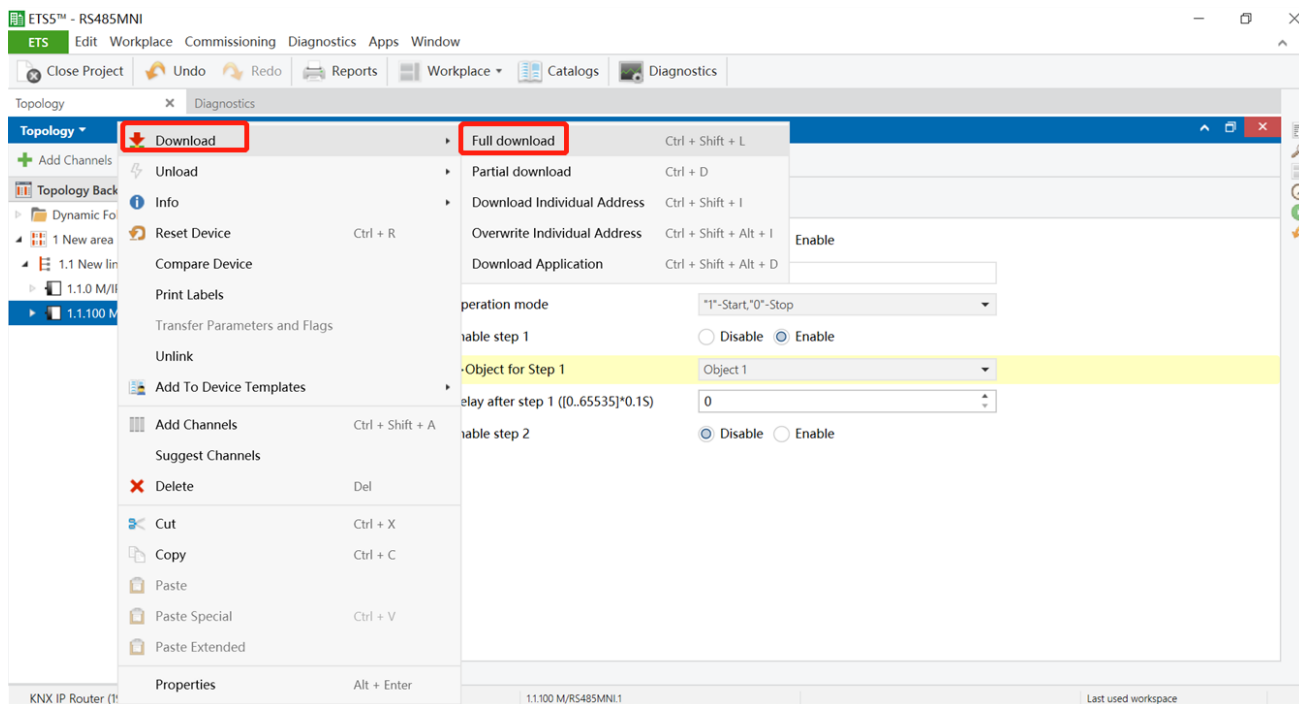 ETS5™ - RS485MNI
ETS Edit Workplace Commissioning Diagnostics Apps Window
Close Project Undo Redo Reports Workplace Catalogs Diagnostics
Topology Diagnostics
Topology
Add Channels
Topology Back
Dynamic Fo
1 New area
1.1 New lin
1.1.0 M/IP
1.1.100 M
Download
Unload
Info
Reset Device Ctrl + R
Compare Device
Print Labels
Transfer Parameters and Flags
Unlink
Add To Device Templates
Add Channels Ctrl + Shift + A
Suggest Channels
Delete Del
Cut Ctrl + X
Copy Ctrl + C
Paste
Paste Special Ctrl + V
Paste Extended
Properties Alt + Enter
Full download Ctrl + Shift + L
Partial download Ctrl + D
Download Individual Address Ctrl + Shift + I
Overwrite Individual Address Ctrl + Shift + Alt + I
Download Application Ctrl + Shift + Alt + D
Enable
peration mode "1"-Start,"0"-Stop
nable step 1 Disable Enable
-Object for Step 1 Object 1
elay after step 1 ([0..65535]*0.1S) 0
nable step 2 Disable Enable
KNX IP Router (19 1.1.100 M/RS485MNI.1 Last used workspace